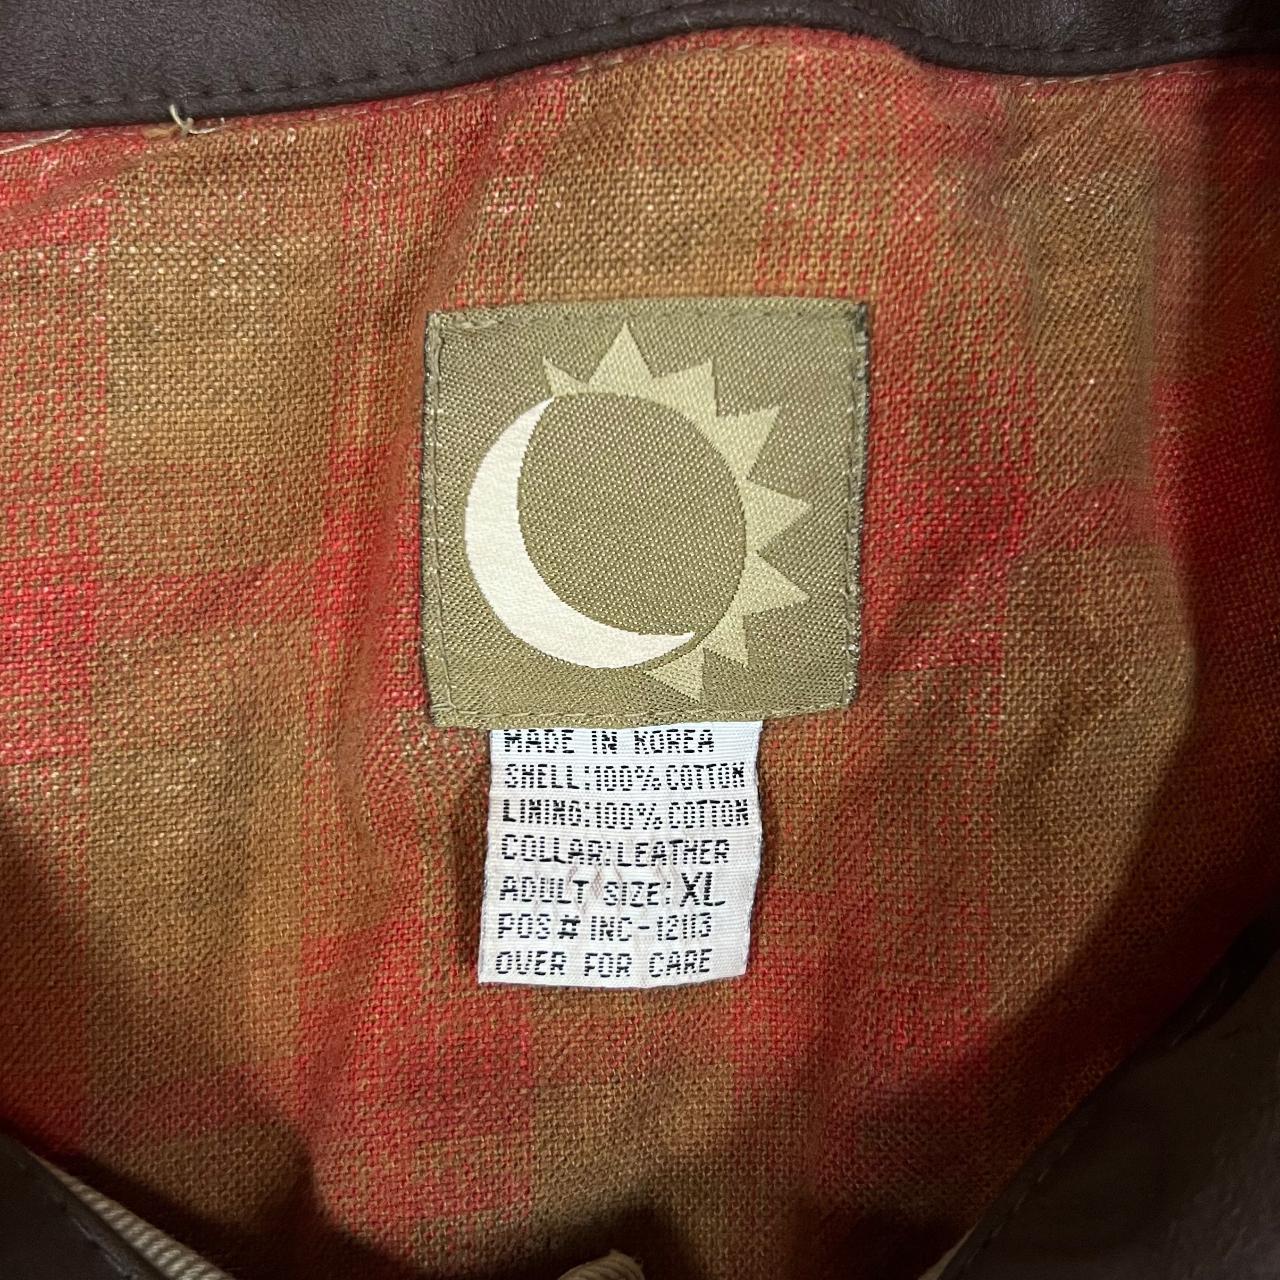 MADE IN KOREA
SHELL:100% COTTON
LINING:100% COTTON
COLLAR:LEATHER
ADULT SIZE:XL
POS# ING-12113
OVER FOR CARE